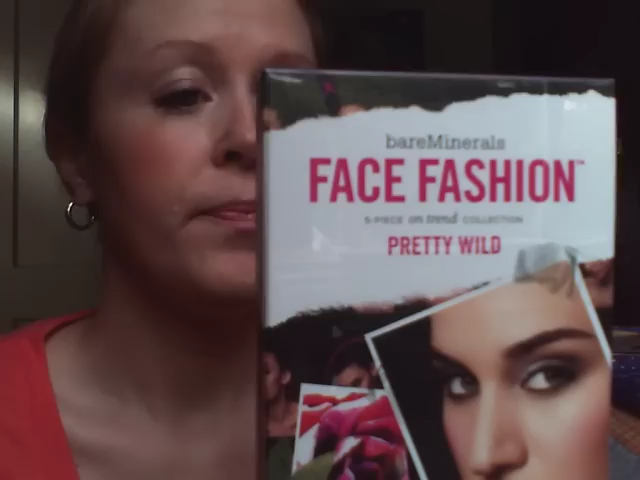 bareMinerals
FACE FASHION™
5-PIECE on trend COLLECTION
PRETTY WILD